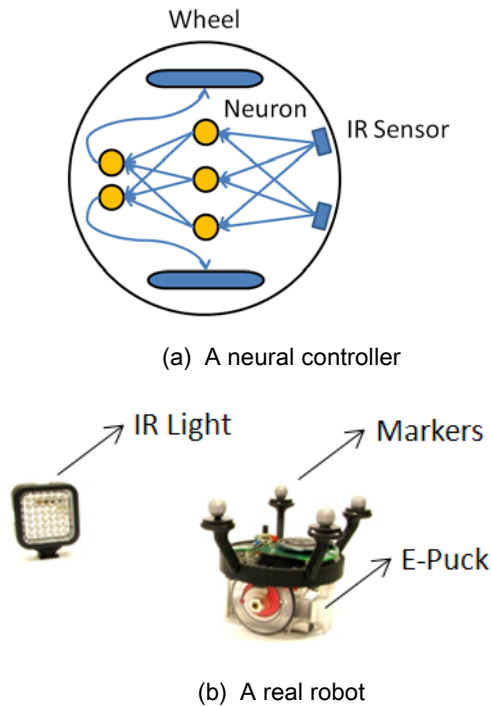 Wheel
Neuron
IR Sensor
(a) A neural controller
IR Light
Markers
E-Puck
(b) A real robot